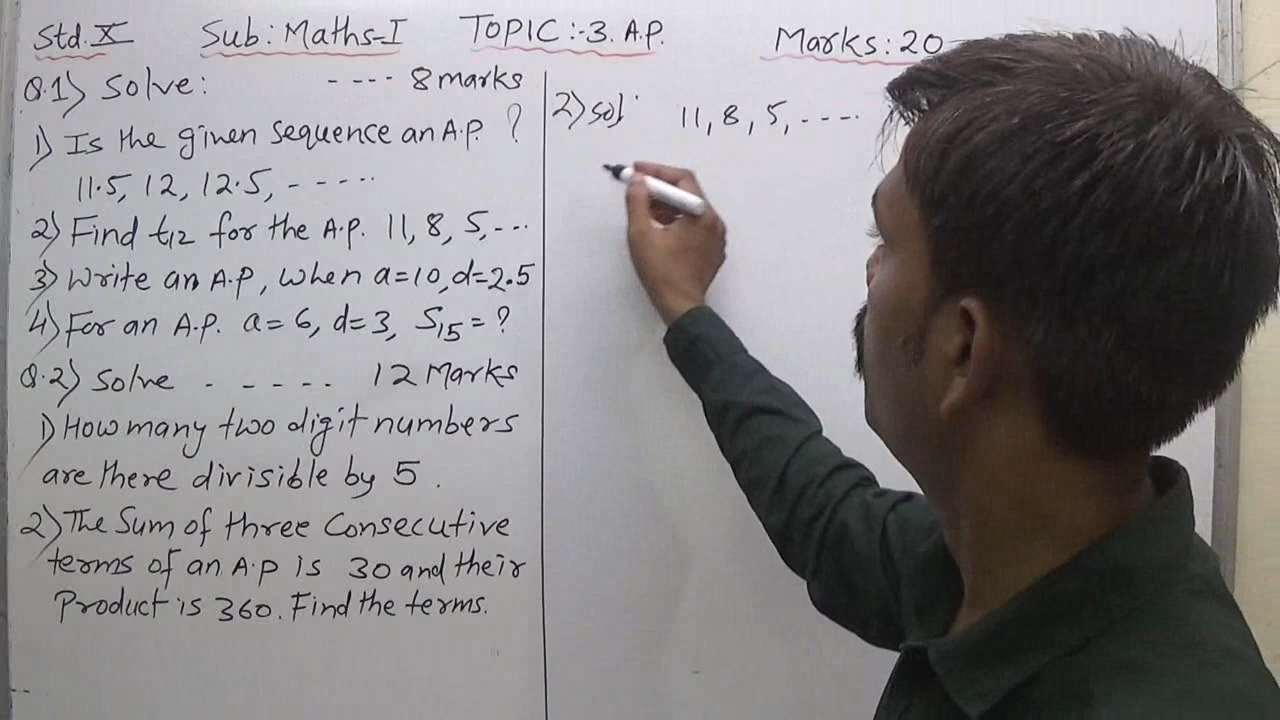 Std. X Sub: Maths-I TOPIC:-3. A.P. Marks: 20
Q.1) Solve: ---- 8 marks
1) Is the given sequence an A.P. ?
11.5, 12, 12.5, -----
2) Find t12 for the A.P. 11, 8, 5, ---
3) Write an A.P, when a=10, d=2.5
4) For an A.P. a=6, d=3, S15=?
Q.2) Solve ----- 12 Marks
1) How many two digit numbers
are there divisible by 5.
2) The Sum of three Consecutive
terms of an A.P is 30 and their
Product is 360. Find the terms.
2) Sol: 11, 8, 5, ----